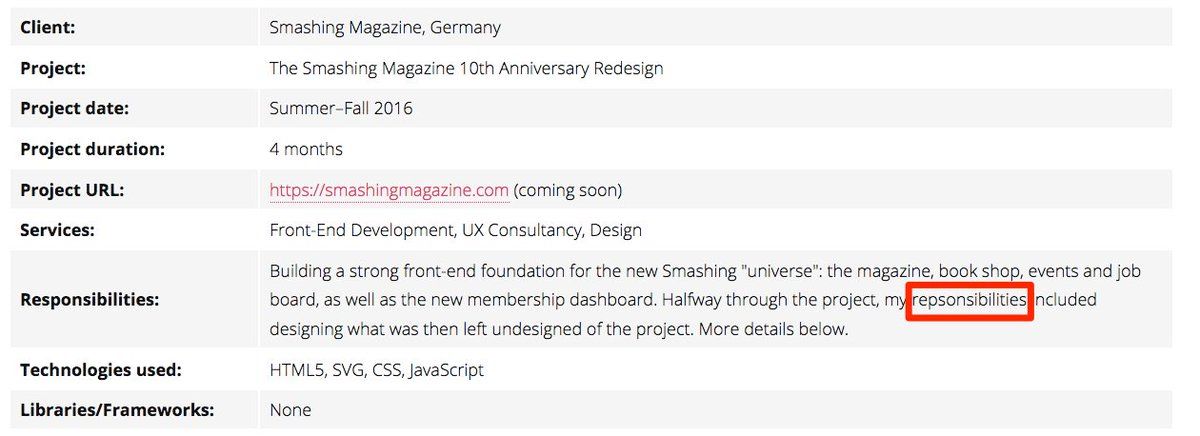 Client: Smashing Magazine, Germany
Project: The Smashing Magazine 10th Anniversary Redesign
Project date: Summer–Fall 2016
Project duration: 4 months
Project URL: https://smashingmagazine.com (coming soon)
Services: Front-End Development, UX Consultancy, Design
Responsibilities: Building a strong front-end foundation for the new Smashing "universe": the magazine, book shop, events and job
board, as well as the new membership dashboard. Halfway through the project, my repsonsibilities included
designing what was then left undesigned of the project. More details below.
Technologies used: HTML5, SVG, CSS, JavaScript
Libraries/Frameworks: None